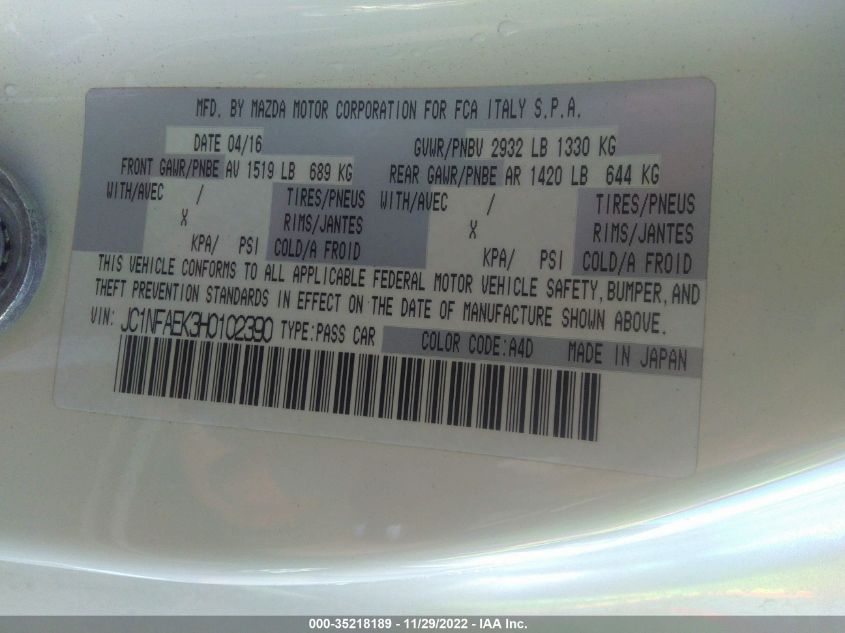 MFD. BY MAZDA MOTOR CORPORATION FOR FCA ITALY S.P.A.
DATE 04/16 GVWR/PNBV 2932 LB 1330 KG
FRONT GAWR/PNBE AV 1519 LB 689 KG REAR GAWR/PNBE AR 1420 LB 644 KG
WITH/AVEC / TIRES/PNEUS WITH/AVEC / TIRES/PNEUS
X RIMS/JANTES X RIMS/JANTES
KPA/ PSI COLD/A FROID KPA/ PSI COLD/A FROID
THIS VEHICLE CONFORMS TO ALL APPLICABLE FEDERAL MOTOR VEHICLE SAFETY, BUMPER, AND
THEFT PREVENTION STANDARDS IN EFFECT ON THE DATE OF MANUFACTURE SHOWN ABOVE.
VIN: JC1NFAEK3H0102390 TYPE:PASS CAR COLOR CODE:A4D MADE IN JAPAN
000-35218189 - 11/29/2022 - IAA Inc.